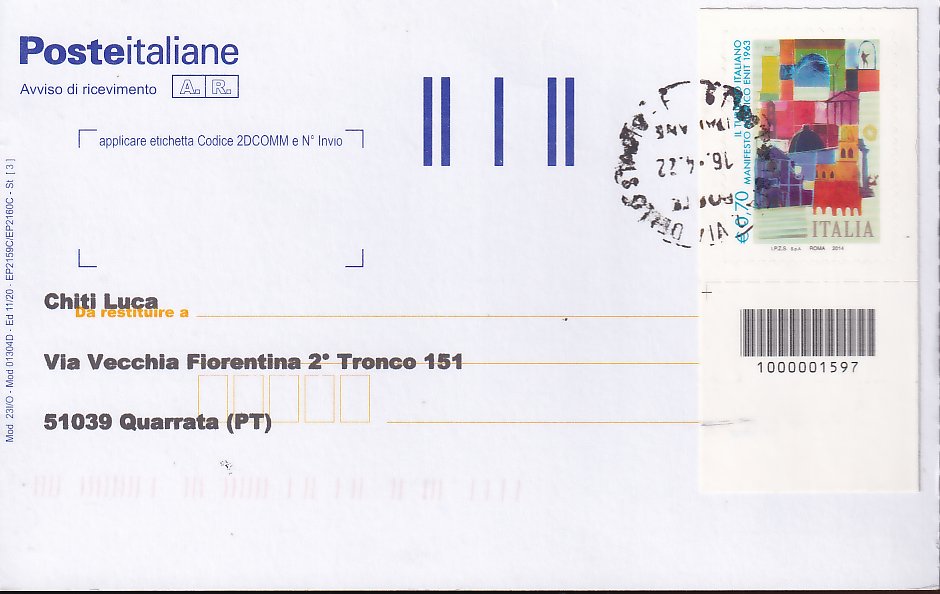 Posteitaliane
Avviso di ricevimento A.R.
applicare etichetta Codice 2DCOMM e N° Invio
Chiti Luca
Da restituire a
Via Vecchia Fiorentina 2° Tronco 151
51039 Quarrata (PT)
Mod 23I/O - Mod 01304D - Ed 11/20 - EP2159C/EP2160C - St [3]
IL TURISMO ITALIANO
MANIFESTO STORICO ENIT 1963
€ 0,70
ITALIA
I.P.Z.S. S.p.A. ROMA 2014
16.4.22
1000001597